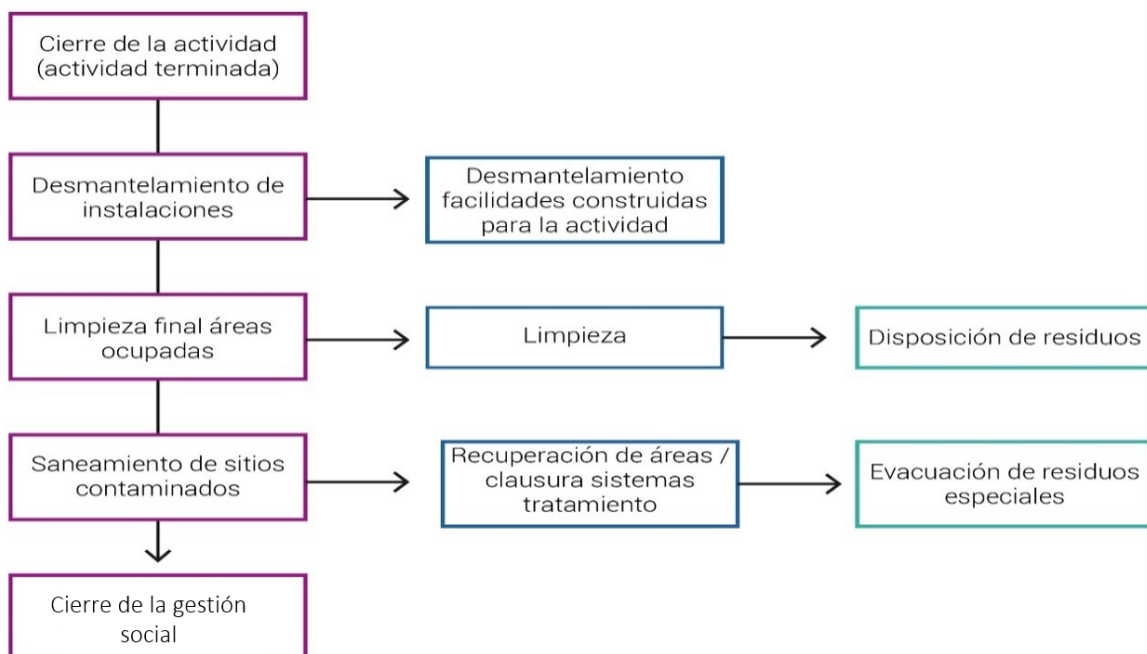 Cierre de la actividad
(actividad terminada)
Desmantelamiento de
instalaciones
Desmantelamiento
facilidades construidas
para la actividad
Limpieza final áreas
ocupadas
Limpieza
Disposición de residuos
Saneamiento de sitios
contaminados
Recuperación de áreas /
clausura sistemas
tratamiento
Evacuación de residuos
especiales
Cierre de la gestión
social